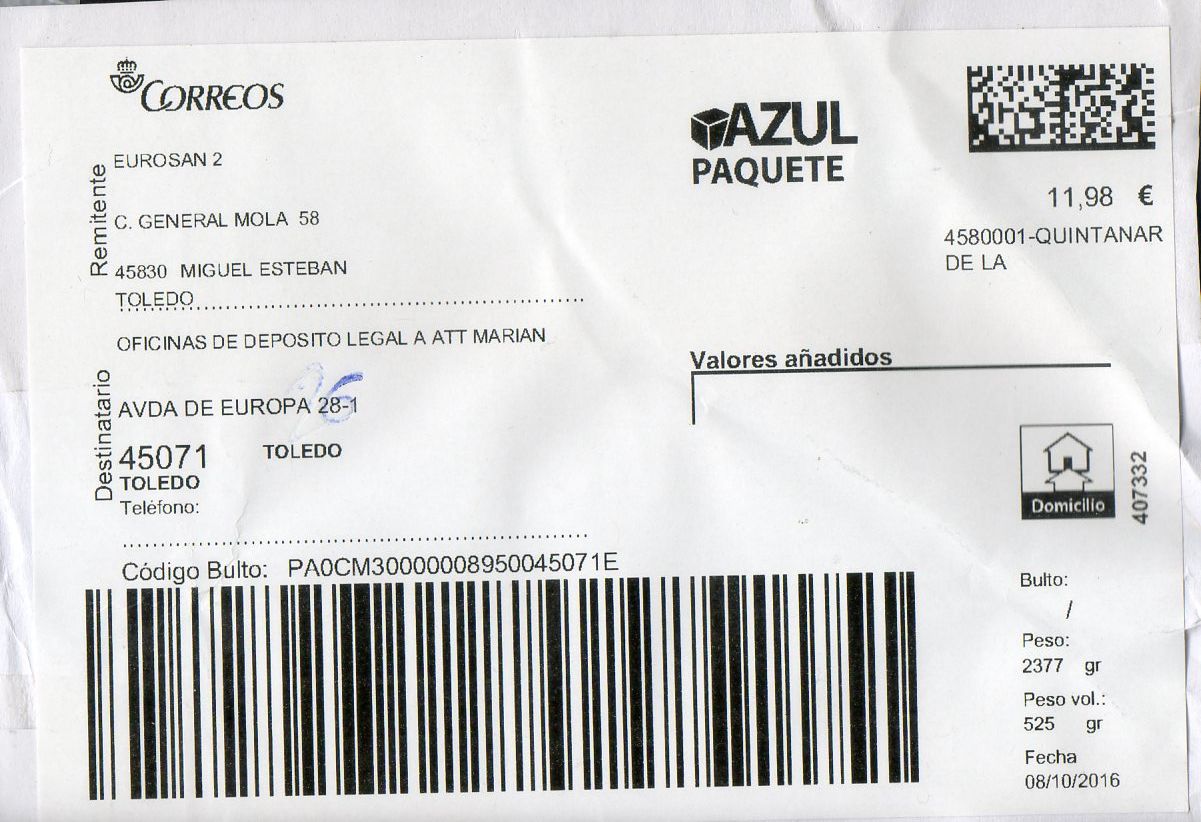 CORREOS
Remitente
EUROSAN 2
C. GENERAL MOLA 58
45830 MIGUEL ESTEBAN
TOLEDO
AZUL
PAQUETE
11,98 €
4580001-QUINTANAR
DE LA
Destinatario
OFICINAS DE DEPOSITO LEGAL A ATT MARIAN
AVDA DE EUROPA 28-1
26
45071 TOLEDO
TOLEDO
Teléfono:
Valores añadidos
Domicilio
407332
Código Bulto: PA0CM30000008950045071E
Bulto:
/
Peso:
2377 gr
Peso vol.:
525 gr
Fecha
08/10/2016